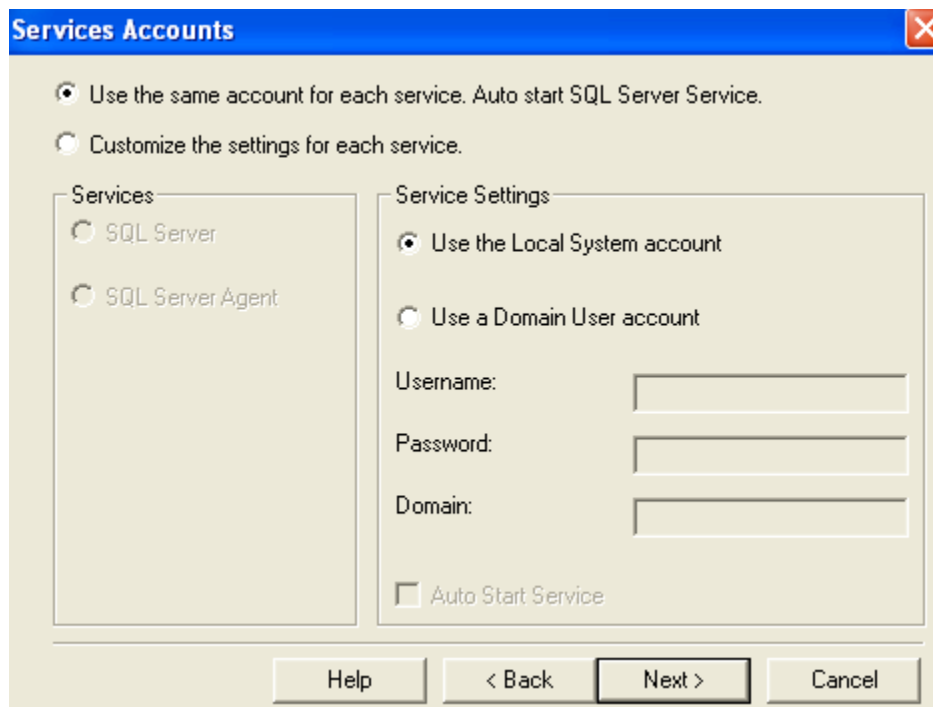 Services Accounts
Use the same account for each service. Auto start SQL Server Service.
Customize the settings for each service.
Services
SQL Server
SQL Server Agent
Service Settings
Use the Local System account
Use a Domain User account
Username:
Password:
Domain:
Auto Start Service
Help
< Back
Next >
Cancel